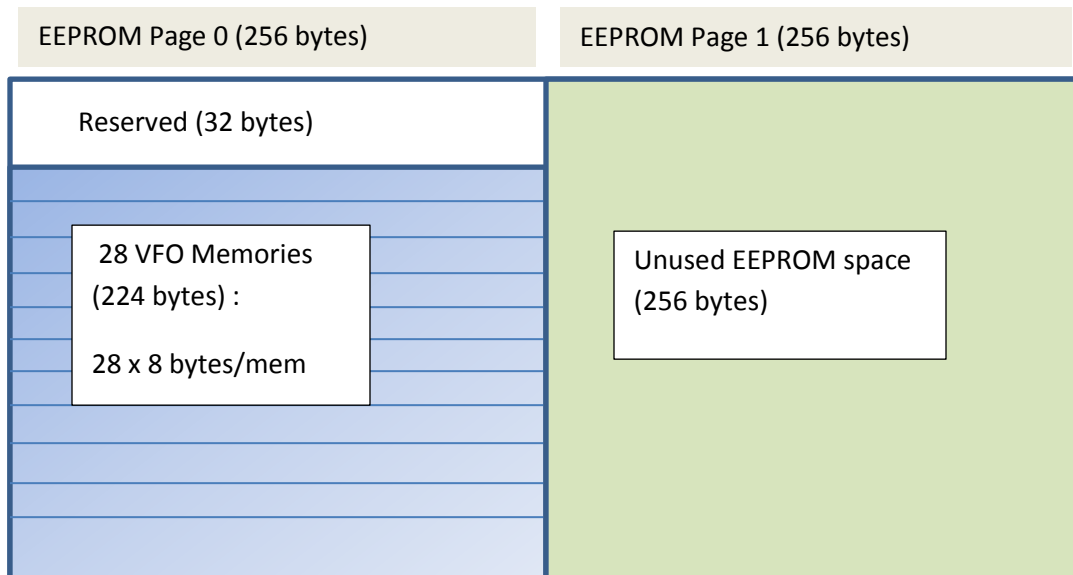 EEPROM Page 0 (256 bytes)
EEPROM Page 1 (256 bytes)
Reserved (32 bytes)
28 VFO Memories
(224 bytes) :
28 x 8 bytes/mem
Unused EEPROM space
(256 bytes)